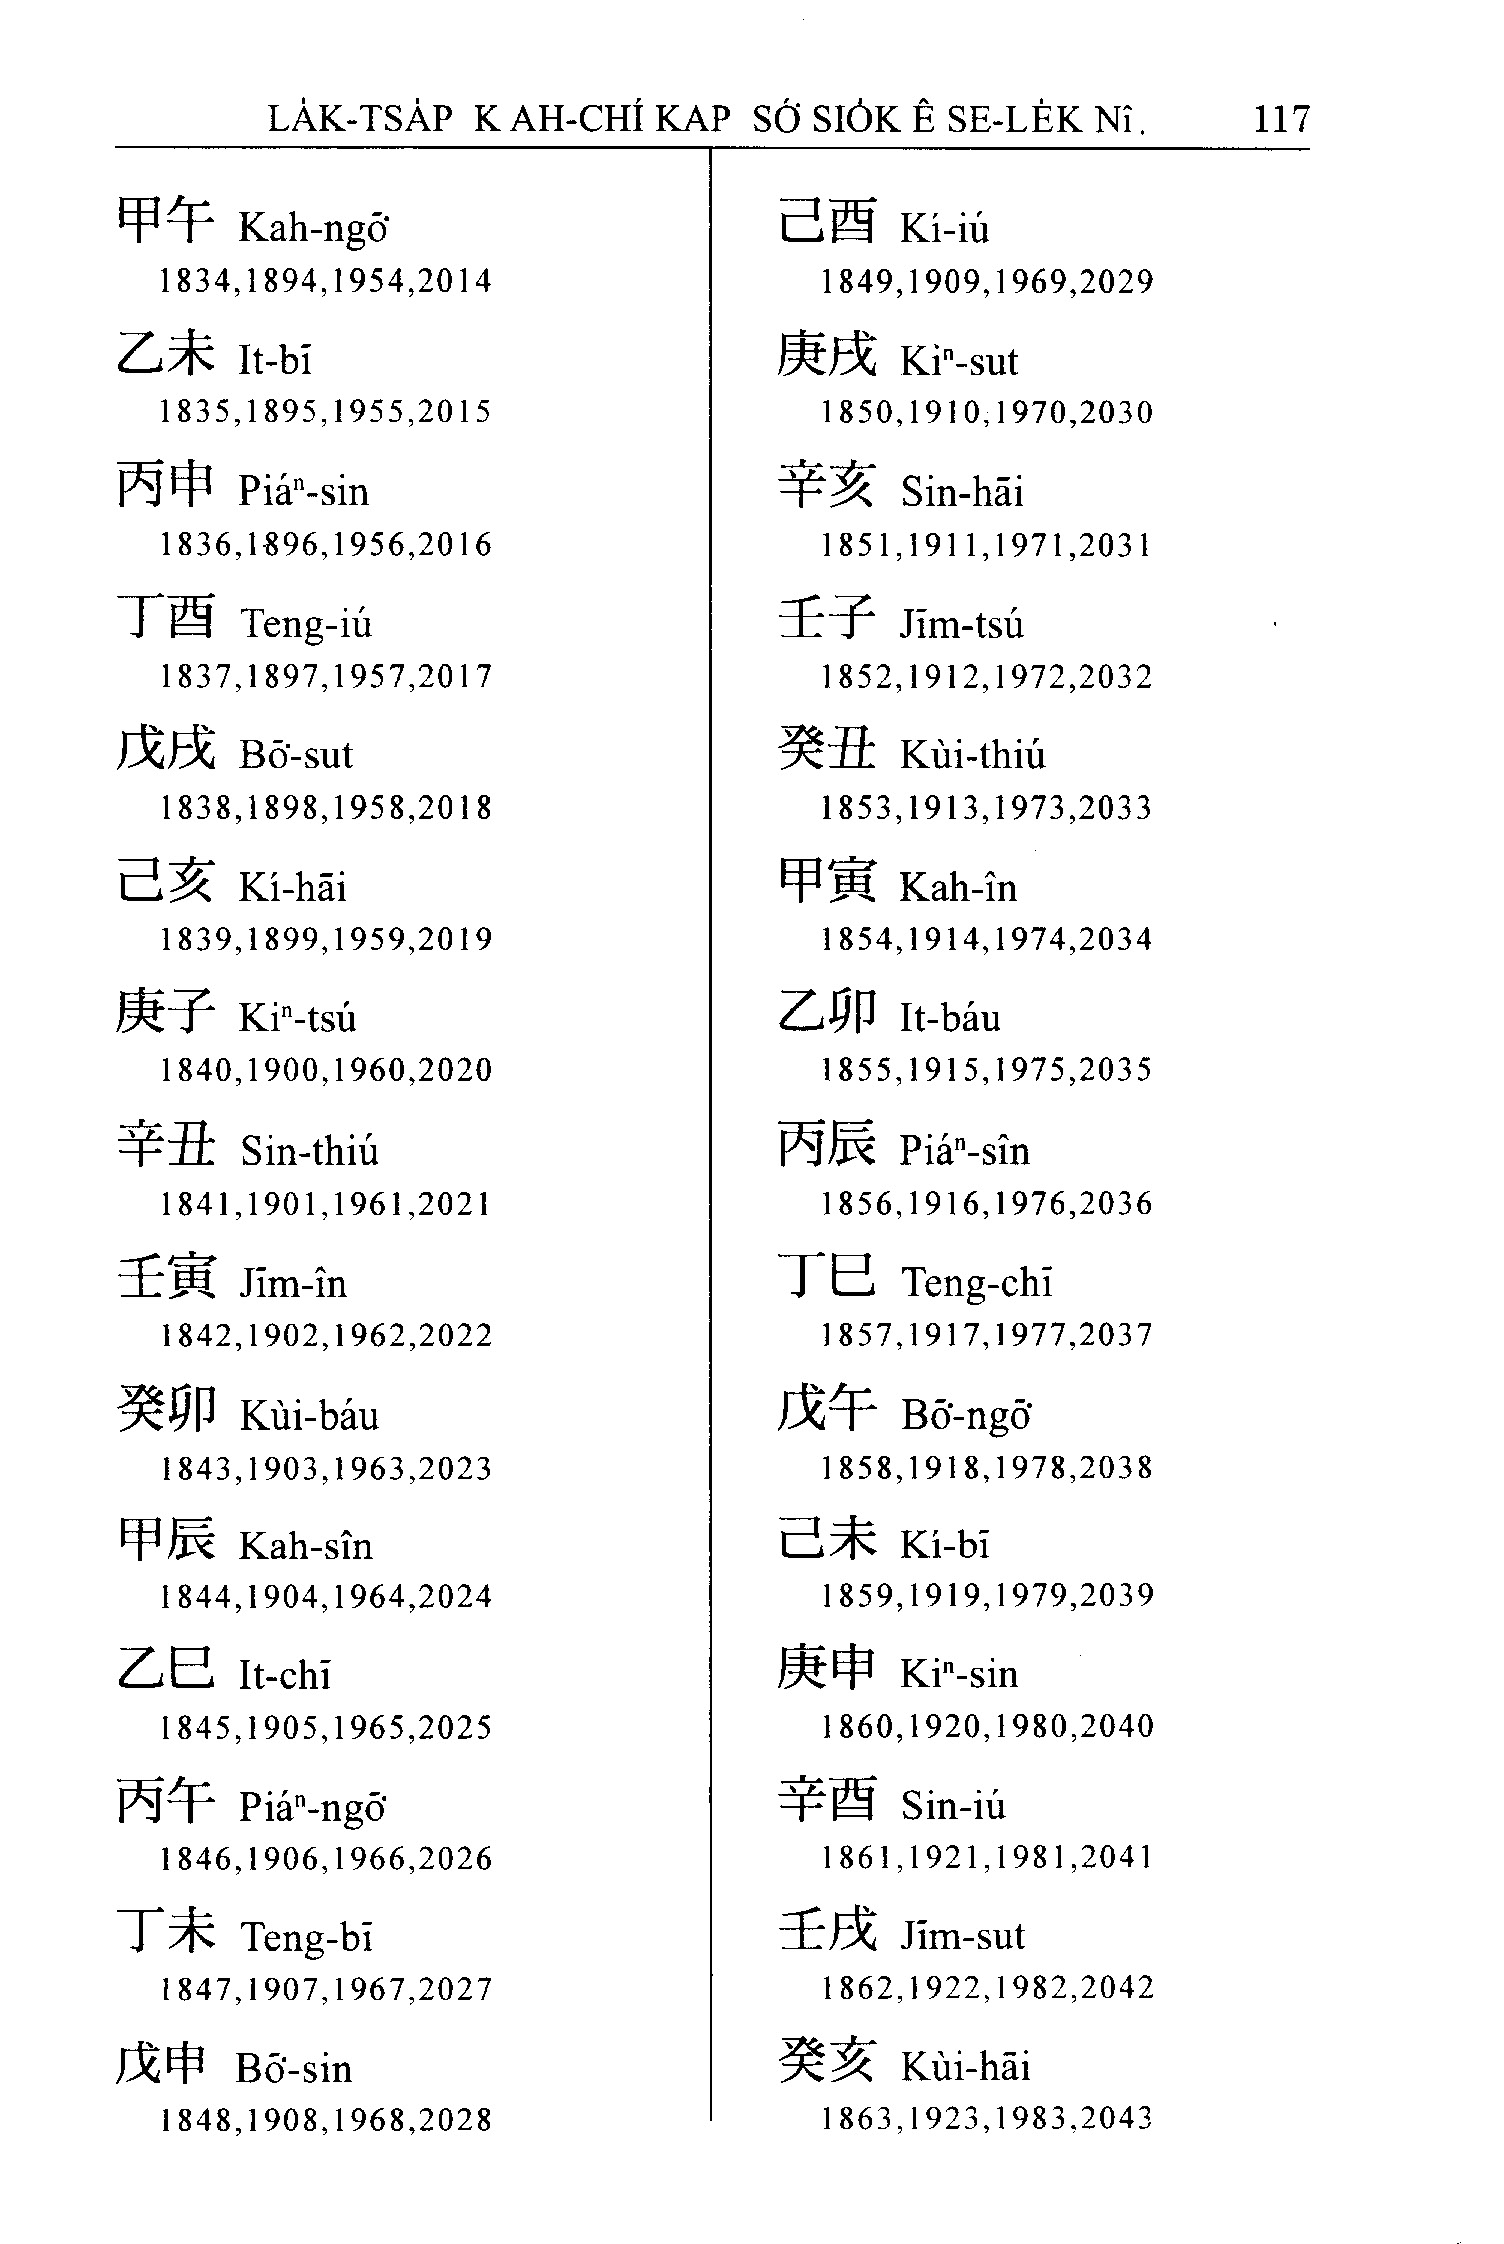 LA̍K-TSA̍P KAH-CHÍ KAP SÓ͘ SIÓK Ê SE-LE̍K NÎ. 117
甲午 Kah-ngō͘
1834,1894,1954,2014
乙未 It-bī
1835,1895,1955,2015
丙申 Piáⁿ-sin
1836,1896,1956,2016
丁酉 Teng-iú
1837,1897,1957,2017
戊戌 Bō͘-sut
1838,1898,1958,2018
己亥 Kí-hāi
1839,1899,1959,2019
庚子 Kiⁿ-tsú
1840,1900,1960,2020
辛丑 Sin-thiú
1841,1901,1961,2021
壬寅 Jīm-în
1842,1902,1962,2022
癸卯 Kùi-báu
1843,1903,1963,2023
甲辰 Kah-sîn
1844,1904,1964,2024
乙巳 It-chī
1845,1905,1965,2025
丙午 Piáⁿ-ngō͘
1846,1906,1966,2026
丁未 Teng-bī
1847,1907,1967,2027
戊申 Bō͘-sin
1848,1908,1968,2028
己酉 Kí-iú
1849,1909,1969,2029
庚戌 Kiⁿ-sut
1850,1910,1970,2030
辛亥 Sin-hāi
1851,1911,1971,2031
壬子 Jīm-tsú
1852,1912,1972,2032
癸丑 Kùi-thiú
1853,1913,1973,2033
甲寅 Kah-în
1854,1914,1974,2034
乙卯 It-báu
1855,1915,1975,2035
丙辰 Piáⁿ-sîn
1856,1916,1976,2036
丁巳 Teng-chī
1857,1917,1977,2037
戊午 Bō͘-ngō͘
1858,1918,1978,2038
己未 Kí-bī
1859,1919,1979,2039
庚申 Kiⁿ-sin
1860,1920,1980,2040
辛酉 Sin-iú
1861,1921,1981,2041
壬戌 Jīm-sut
1862,1922,1982,2042
癸亥 Kùi-hāi
1863,1923,1983,2043